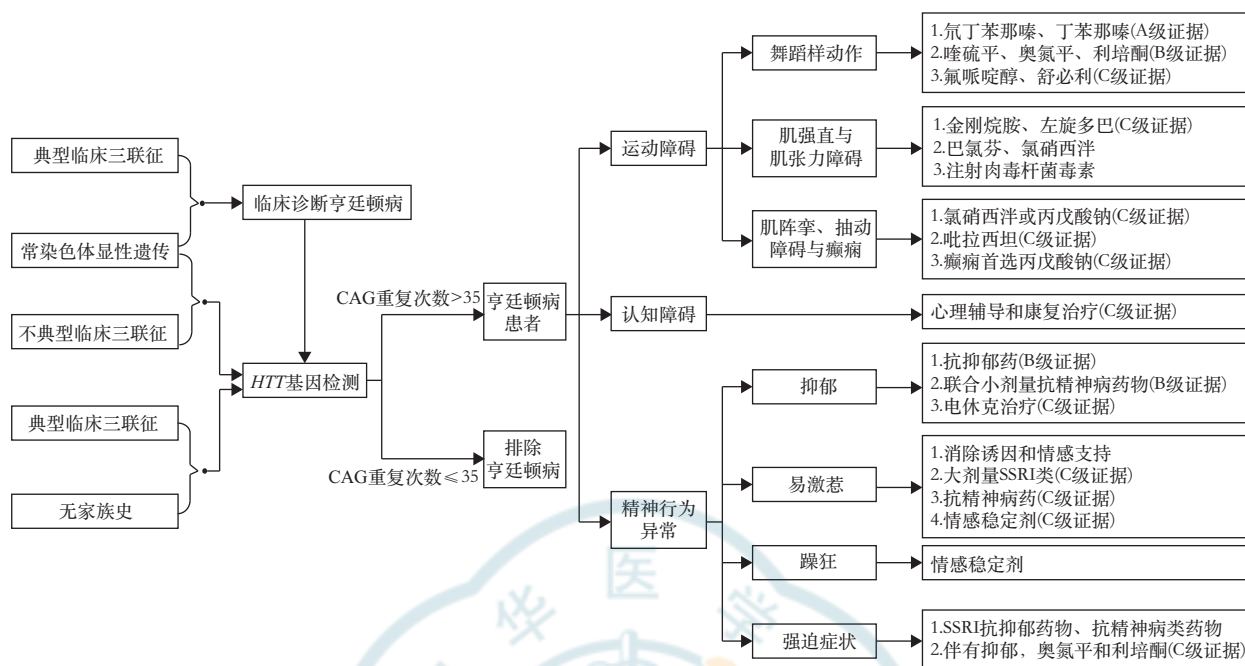 典型临床三联征
常染色体显性遗传
不典型临床三联征
典型临床三联征
无家族史
临床诊断亨廷顿病
HTT基因检测
CAG重复次数>35
CAG重复次数≤35
亨廷顿病
患者
排除
亨廷顿病
运动障碍
认知障碍
精神行为
异常
舞蹈样动作
1.氘丁苯那嗪、丁苯那嗪(A级证据)
2.喹硫平、奥氮平、利培酮(B级证据)
3.氟哌啶醇、舒必利(C级证据)
肌强直与
肌张力障碍
1.金刚烷胺、左旋多巴(C级证据)
2.巴氯芬、氯硝西泮
3.注射肉毒杆菌毒素
肌阵挛、抽动
障碍与癫痫
1.氯硝西泮或丙戊酸钠(C级证据)
2.吡拉西坦(C级证据)
3.癫痫首选丙戊酸钠(C级证据)
心理辅导和康复治疗(C级证据)
抑郁
1.抗抑郁药(B级证据)
2.联合小剂量抗精神病药物(B级证据)
3.电休克治疗(C级证据)
易激惹
1.消除诱因和情感支持
2.大剂量SSRI类(C级证据)
3.抗精神病药(C级证据)
4.情感稳定剂(C级证据)
躁狂
情感稳定剂
强迫症状
1.SSRI抗抑郁药物、抗精神病类药物
2.伴有抑郁，奥氮平和利培酮(C级证据)
华医学